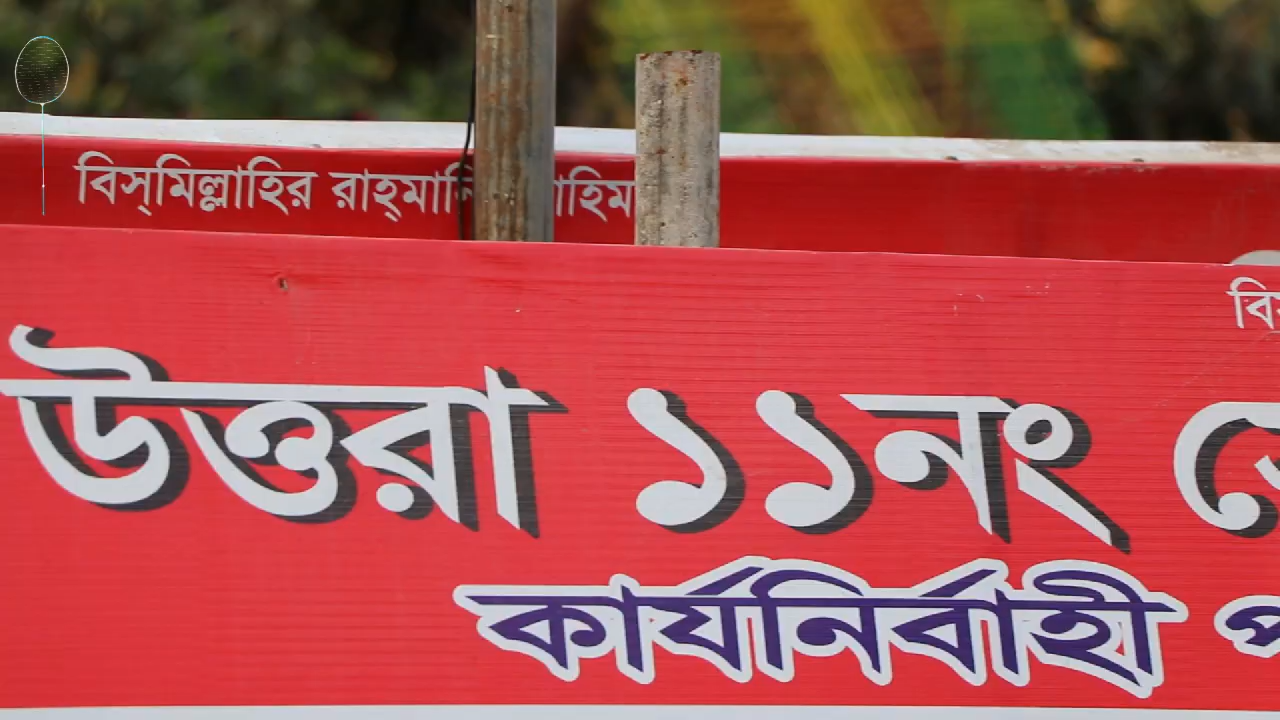 বিস্‌মিল্লাহির
বিস
উত্তরা ১১নং
কার্যনির্বাহী